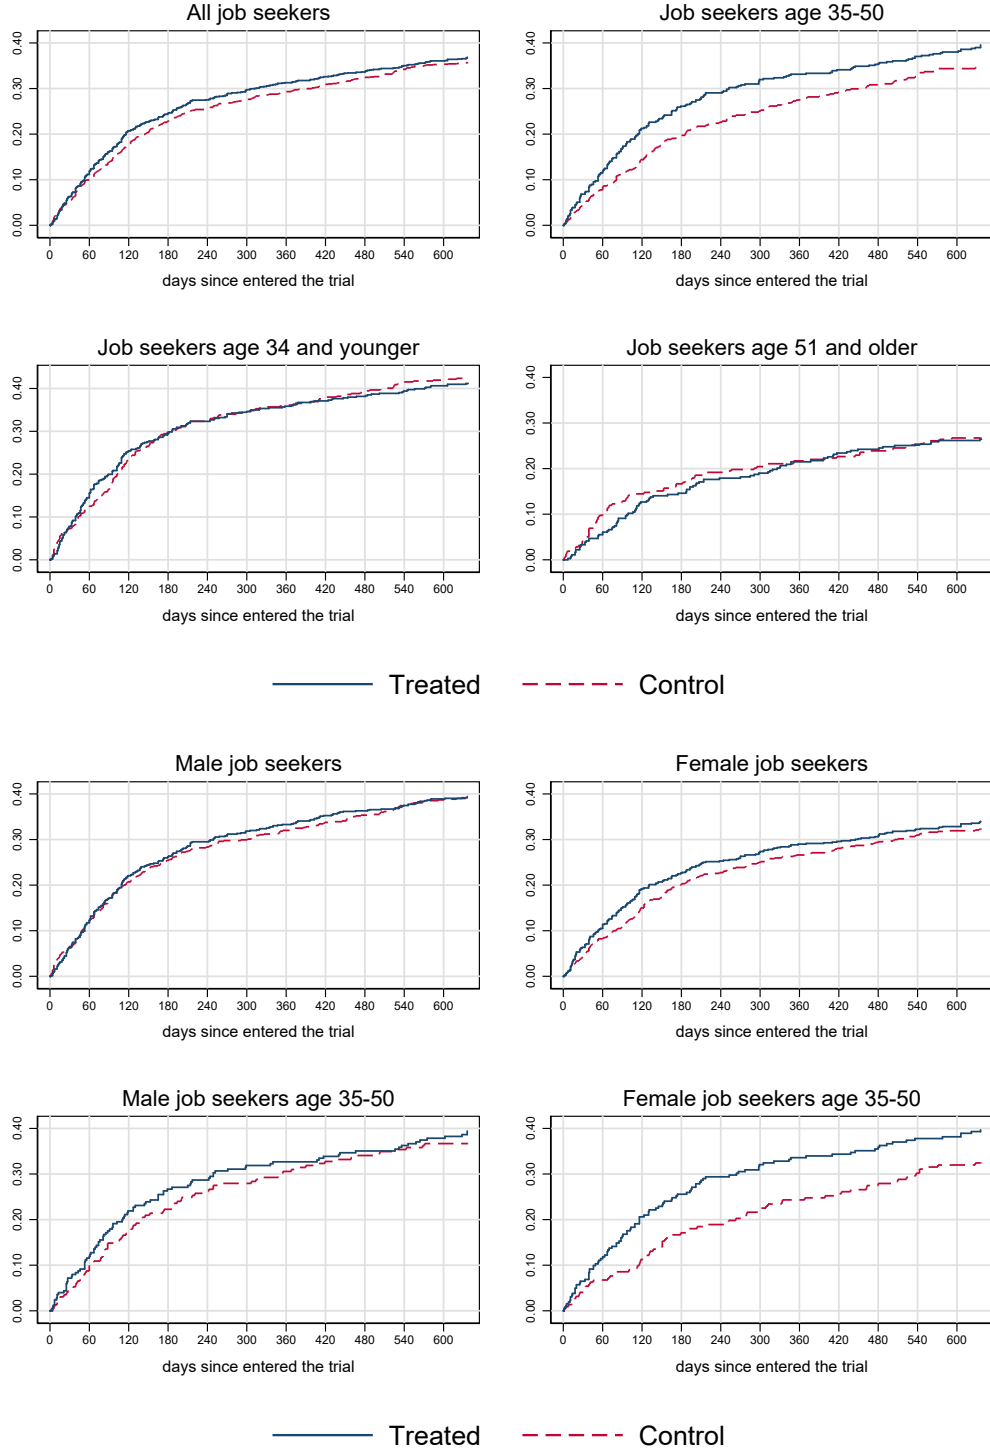 All job seekers
0.40
0.30
0.20
0.10
0.00
0 60 120 180 240 300 360 420 480 540 600
days since entered the trial
Job seekers age 35-50
0.40
0.30
0.20
0.10
0.00
0 60 120 180 240 300 360 420 480 540 600
days since entered the trial
Job seekers age 34 and younger
0.40
0.30
0.20
0.10
0.00
0 60 120 180 240 300 360 420 480 540 600
days since entered the trial
Job seekers age 51 and older
0.40
0.30
0.20
0.10
0.00
0 60 120 180 240 300 360 420 480 540 600
days since entered the trial
Treated Control
Male job seekers
0.40
0.30
0.20
0.10
0.00
0 60 120 180 240 300 360 420 480 540 600
days since entered the trial
Female job seekers
0.40
0.30
0.20
0.10
0.00
0 60 120 180 240 300 360 420 480 540 600
days since entered the trial
Male job seekers age 35-50
0.40
0.30
0.20
0.10
0.00
0 60 120 180 240 300 360 420 480 540 600
days since entered the trial
Female job seekers age 35-50
0.40
0.30
0.20
0.10
0.00
0 60 120 180 240 300 360 420 480 540 600
days since entered the trial
Treated Control